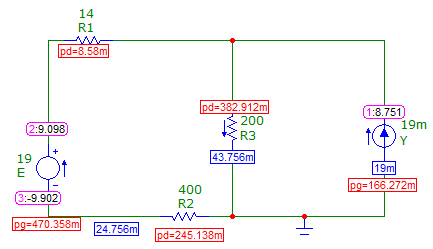 14
R1
pd=8.58m
pd=382.912m
200
R3
43.756m
1:8.751
19m
Y
19m
pg=166.272m
2:9.098
+
19
E
-
3:-9.902
pg=470.358m
24.756m
400
R2
pd=245.138m